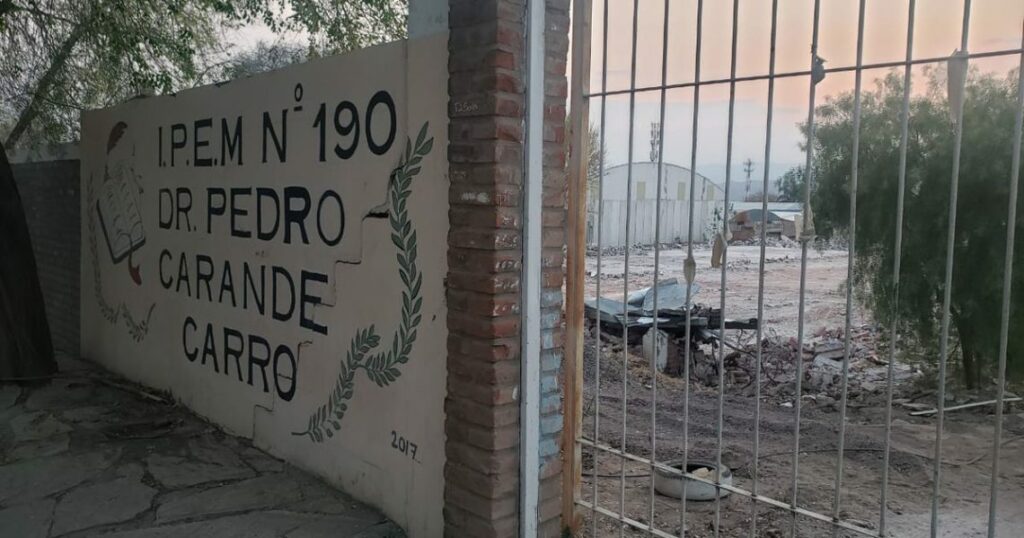 I.P.E.M Nº 190
DR. PEDRO
CARANDE
CARRO
2017